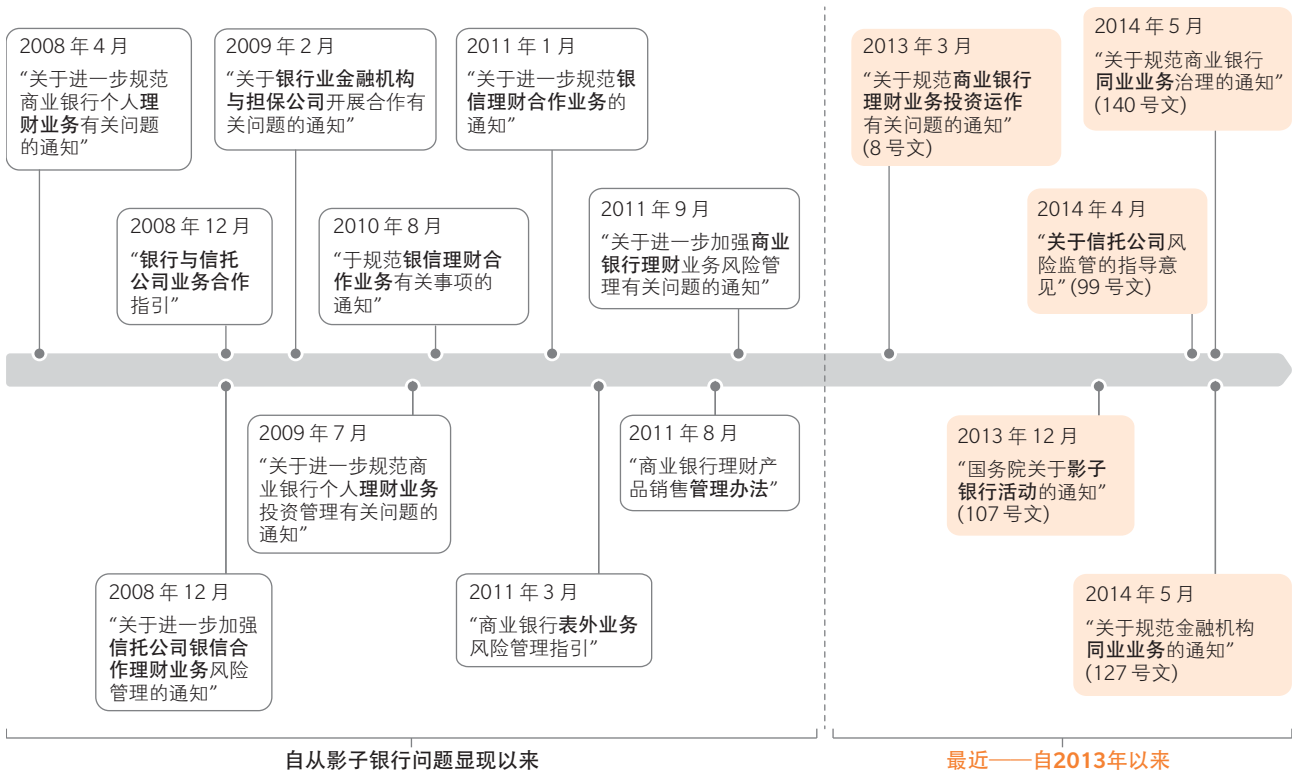 2008 年 4 月
“关于进一步规范
商业银行个人理
财业务有关问题
的通知”
2009 年 2 月
“关于银行业金融机构
与担保公司开展合作有
关问题的通知”
2011 年 1 月
“关于进一步规范银
信理财合作业务的
通知”
2013 年 3 月
“关于规范商业银行
理财业务投资运作
有关问题的通知”
(8 号文)
2014 年 5 月
“关于规范商业银行
同业业务治理的通知”
(140 号文)
2008 年 12 月
“银行与信托
公司业务合作
指引”
2010 年 8 月
“于规范银信理财合
作业务有关事项的
通知”
2011 年 9 月
“关于进一步加强商业
银行理财业务风险管
理有关问题的通知”
2014 年 4 月
“关于信托公司风
险监管的指导意
见” (99 号文)
2009 年 7 月
“关于进一步规范商
业银行个人理财业务
投资管理有关问题的
通知”
2011 年 8 月
“商业银行理财产
品销售管理办法”
2013 年 12 月
“国务院关于影子
银行活动的通知”
(107 号文)
2008 年 12 月
“关于进一步加强
信托公司银信合
作理财业务风险
管理的通知”
2011 年 3 月
“商业银行表外业务
风险管理指引”
2014 年 5 月
“关于规范金融机构
同业业务的通知”
(127 号文)
自从影子银行问题显现以来
最近——自2013年以来